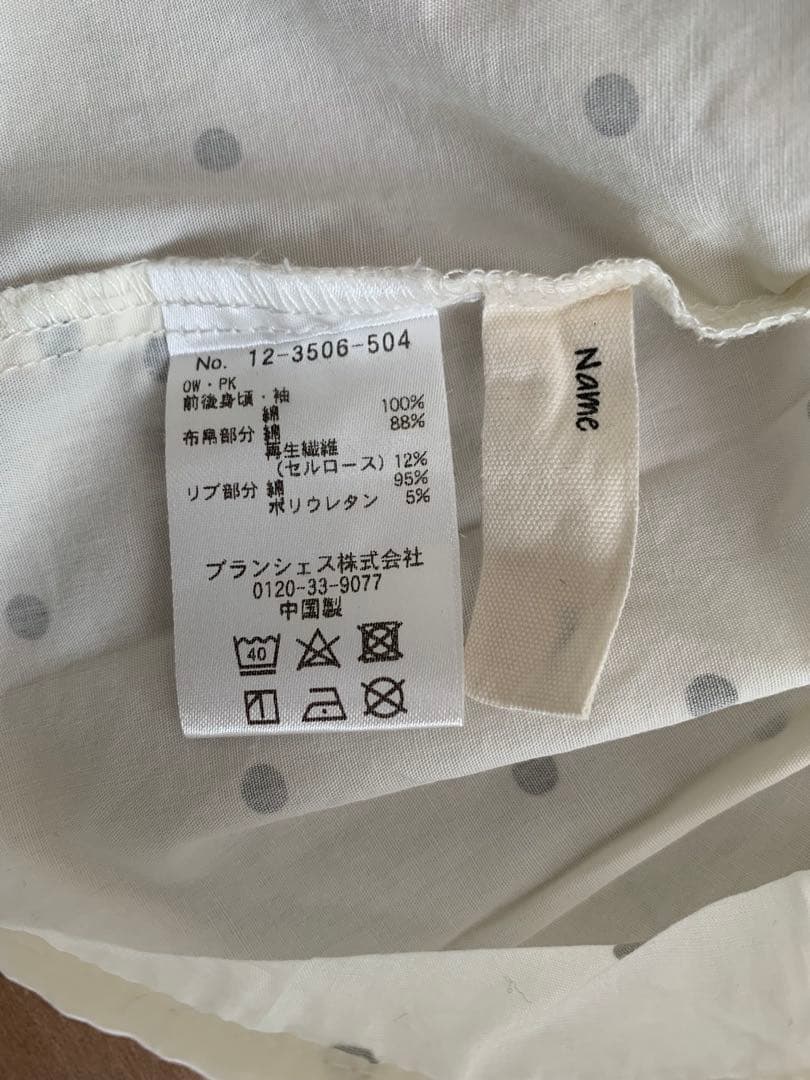 No. 12-3506-504
OW・PK
前後身頃・袖
綿 100%
布帛部分 綿 88%
再生繊維
(セルロース) 12%
リブ部分 綿 95%
ポリウレタン 5%
ブランシェス株式会社
0120-33-9077
中国製
40
Name